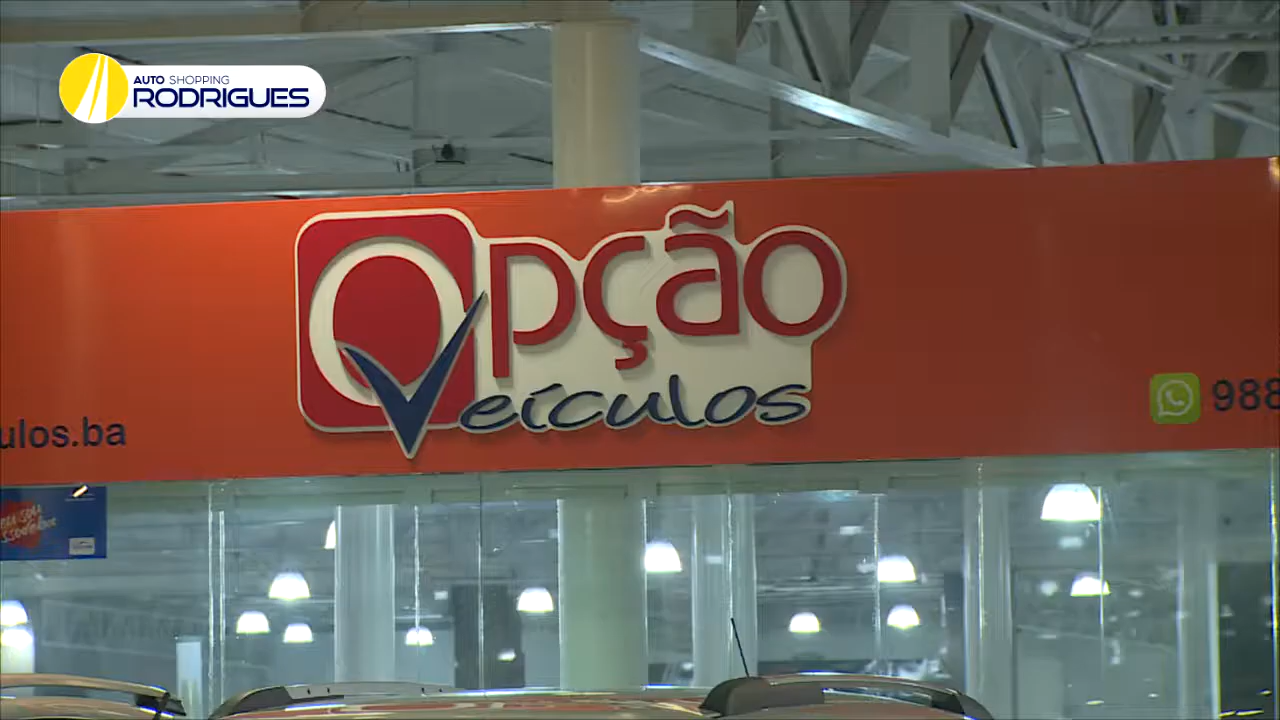 AUTO SHOPPING
RODRIGUES
Opção
Veículos
ulos.ba
988